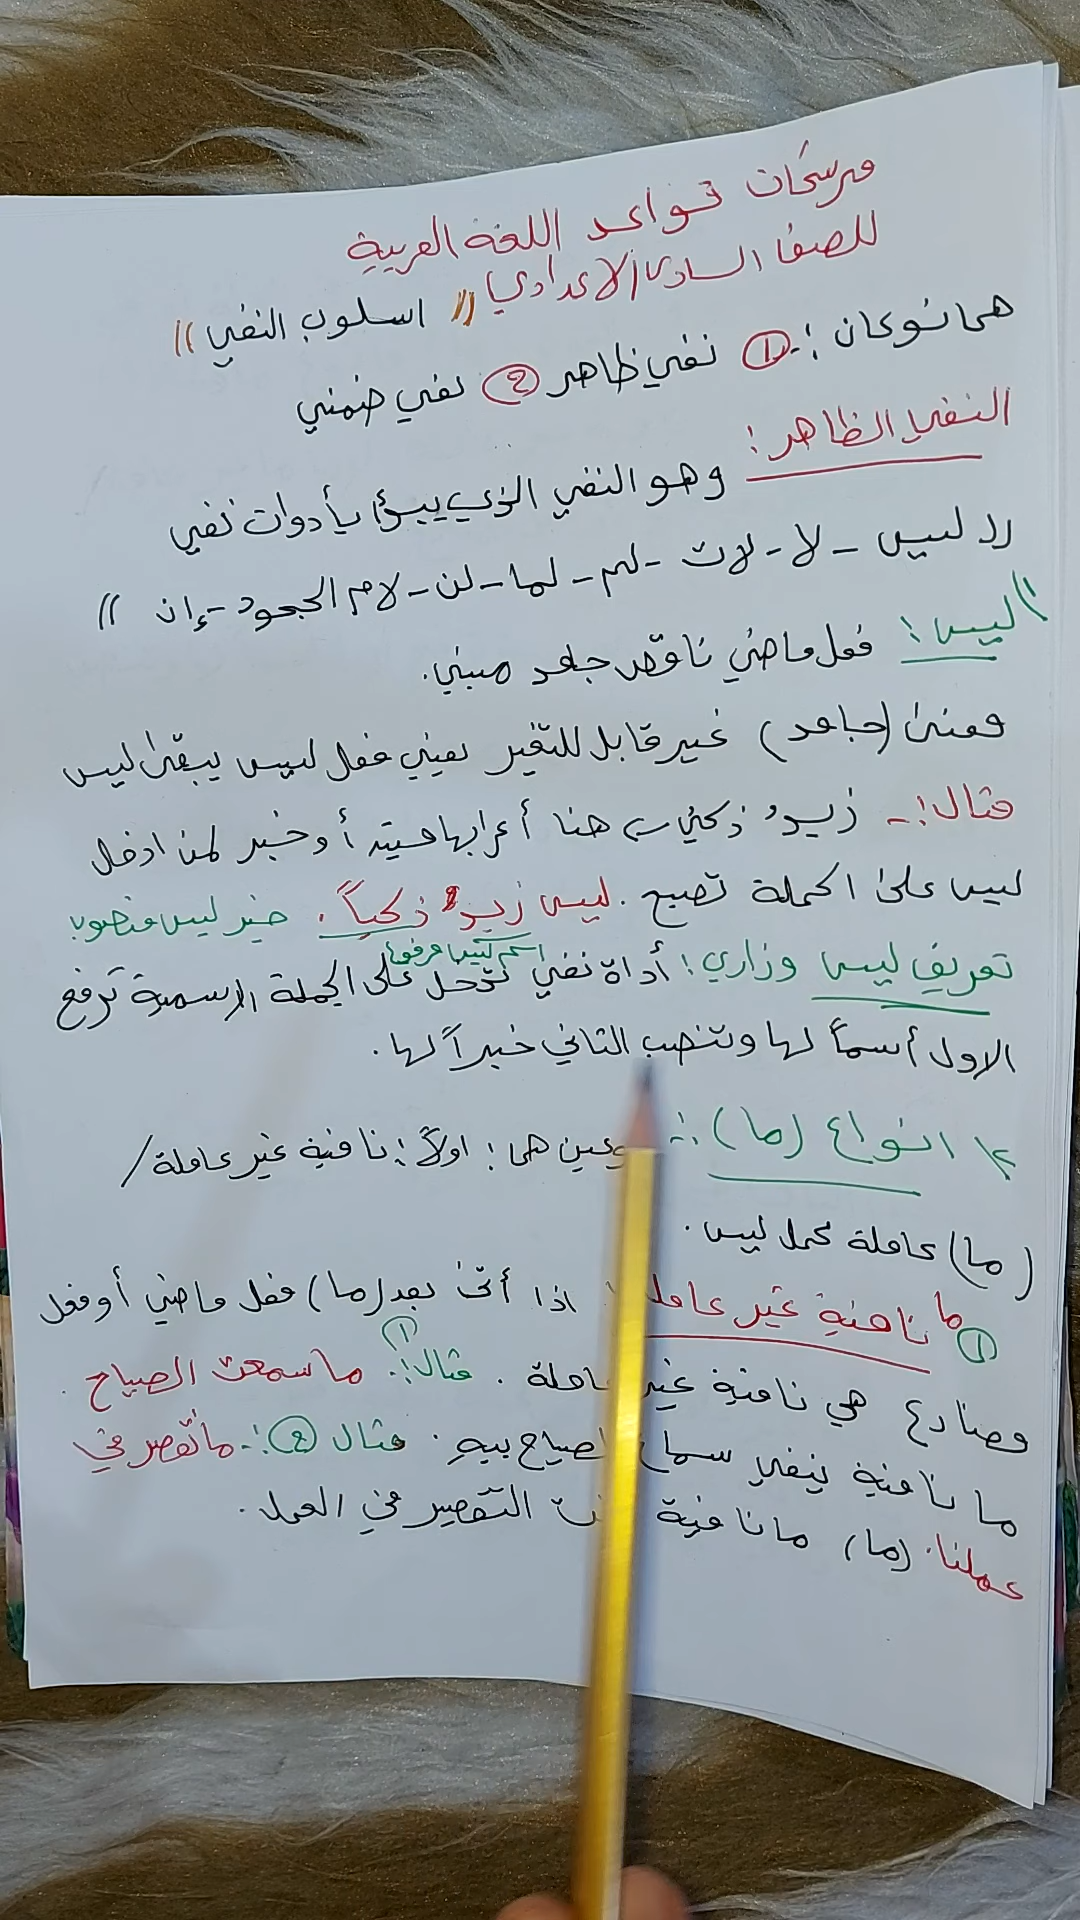 مرشحات قواعد اللغة العربية
للصف السادس الاعدادي
(( اسلوب النفي ))
هما نوعان :- ① نفي ظاهر ② نفي ضمني
النفي الظاهر : وهو النفي الذي يبدؤا بأدوات نفي
(( ليس - لا - لات - لم - لما - لن - لام الجحود - إن ))
"ليس : فعل ماضي ناقص جامد مبني .
معنىٰ (جامد) غير قابل للتغير يعني فعل ليس يبقىٰ ليس
مثال :- زيدٌ ذكيٌ هنا أعرابها مبتدأ وخبر لمن ادخل
ليس علىٰ الجملة تصبح . ليس زيدٌ ذكياً . خبر ليس منصوب
اسم ليس مرفوع
تعريف ليس وزاري : أداة نفي تدخل على الجملة الاسمية ترفع
الاول أسماً لها وتنصب الثاني خبراً لها .
٢ انواع (ما) :- هما : اولاً : نافية غير عاملة /
(ما) عاملة عمل ليس .
① ما نافية غير عاملة اذا أتىٰ بعد (ما) فعل ماضي أو فعل
مضارع هي نافية غير عاملة . مثال ① :- ما سمعت الصياح .
ما نافية ينفي سماع الصياح بيه . مثال ② :- ما نقصر في
عملنا . (ما) ما نافية التقصير في العمل .